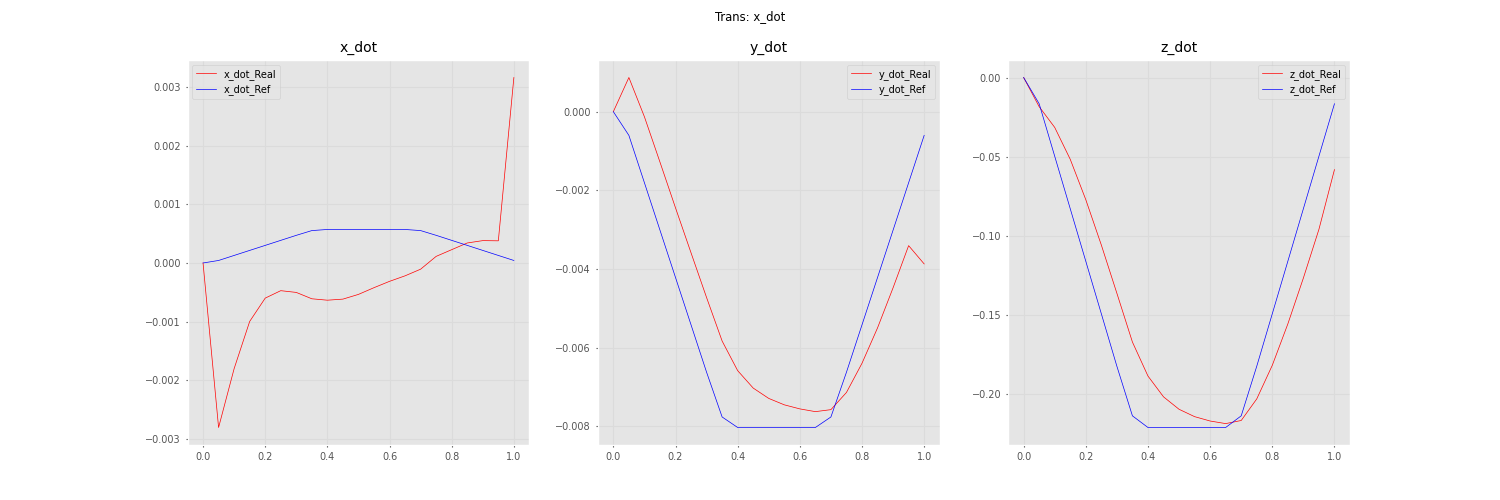 Trans: x_dot
x_dot
x_dot_Real
x_dot_Ref
0.003
0.002
0.001
0.000
−0.001
−0.002
−0.003
0.0 0.2 0.4 0.6 0.8 1.0
y_dot
y_dot_Real
y_dot_Ref
0.000
−0.002
−0.004
−0.006
−0.008
0.0 0.2 0.4 0.6 0.8 1.0
z_dot
z_dot_Real
z_dot_Ref
0.00
−0.05
−0.10
−0.15
−0.20
0.0 0.2 0.4 0.6 0.8 1.0